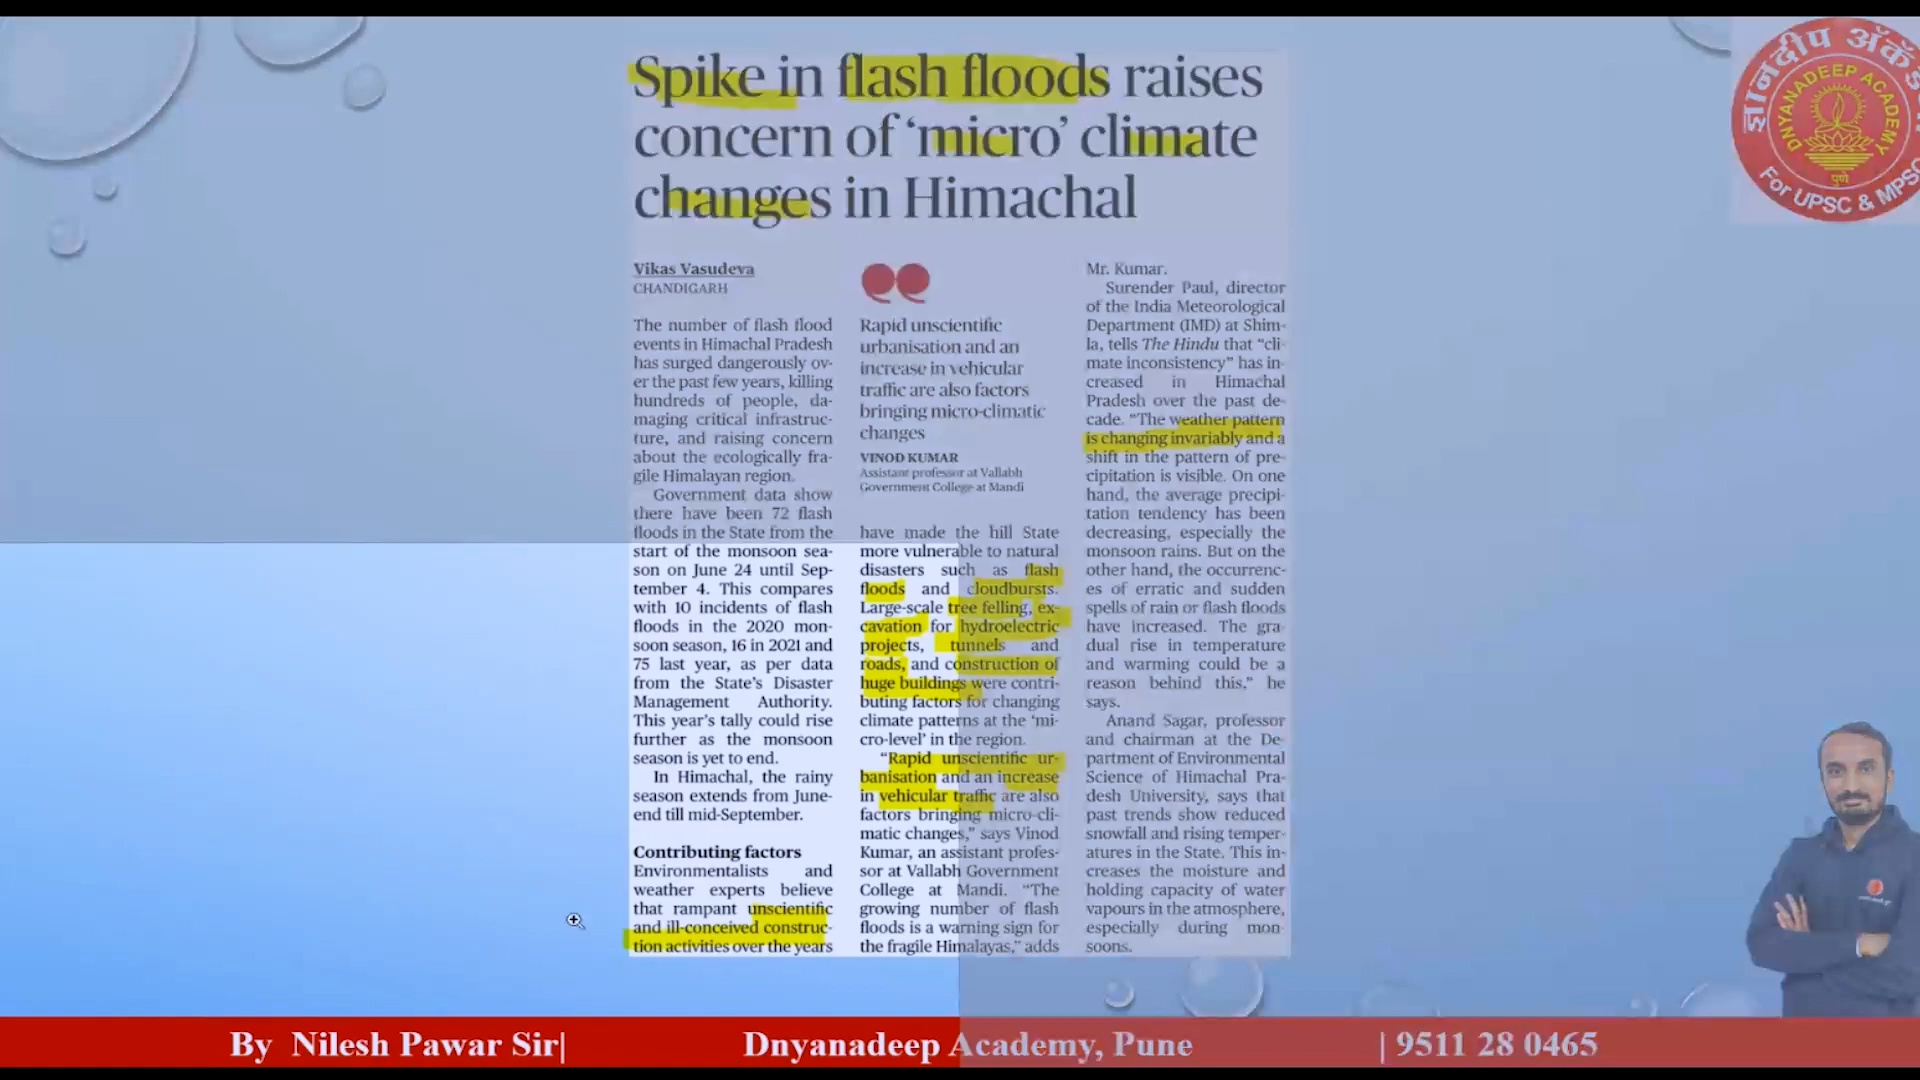 Spike in flash floods raises
concern of ‘micro’ climate
changes in Himachal
Vikas Vasudeva
CHANDIGARH
The number of flash flood
events in Himachal Pradesh
has surged dangerously ov-
er the past few years, killing
hundreds of people, da-
maging critical infrastruc-
ture, and raising concern
about the ecologically fra-
gile Himalayan region.
Government data show
there have been 72 flash
floods in the State from the
start of the monsoon sea-
son on June 24 until Sep-
tember 4. This compares
with 10 incidents of flash
floods in the 2020 mon-
soon season, 16 in 2021 and
75 last year, as per data
from the State’s Disaster
Management Authority.
This year’s tally could rise
further as the monsoon
season is yet to end.
In Himachal, the rainy
season extends from June-
end till mid-September.
Contributing factors
Environmentalists and
weather experts believe
that rampant unscientific
and ill-conceived construc-
tion activities over the years
Rapid unscientific
urbanisation and an
increase in vehicular
traffic are also factors
bringing micro-climatic
changes
VINOD KUMAR
Assistant professor at Vallabh
Government College at Mandi
have made the hill State
more vulnerable to natural
disasters such as flash
floods and cloudbursts.
Large-scale tree felling, ex-
cavation for hydroelectric
projects, tunnels and
roads, and construction of
huge buildings were contri-
buting factors for changing
climate patterns at the ‘mi-
cro-level’ in the region.
“Rapid unscientific ur-
banisation and an increase
in vehicular traffic are also
factors bringing micro-cli-
matic changes,” says Vinod
Kumar, an assistant profes-
sor at Vallabh Government
College at Mandi. “The
growing number of flash
floods is a warning sign for
the fragile Himalayas,” adds
Mr. Kumar.
Surender Paul, director
of the India Meteorological
Department (IMD) at Shim-
la, tells The Hindu that “cli-
mate inconsistency” has in-
creased in Himachal
Pradesh over the past de-
cade. “The weather pattern
is changing invariably and a
shift in the pattern of pre-
cipitation is visible. On one
hand, the average precipi-
tation tendency has been
decreasing, especially the
monsoon rains. But on the
other hand, the occurrenc-
es of erratic and sudden
spells of rain or flash floods
have increased. The gra-
dual rise in temperature
and warming could be a
reason behind this,” he
says.
Anand Sagar, professor
and chairman at the De-
partment of Environmental
Science of Himachal Pra-
desh University, says that
past trends show reduced
snowfall and rising temper-
atures in the State. This in-
creases the moisture and
holding capacity of water
vapours in the atmosphere,
especially during mon-
soons.
ज्ञानदीप
DNYANADEEP ACADEMY
पुणे
For UPSC & MPSC
By Nilesh Pawar Sir| Dnyanadeep Academy, Pune | 9511 28 0465